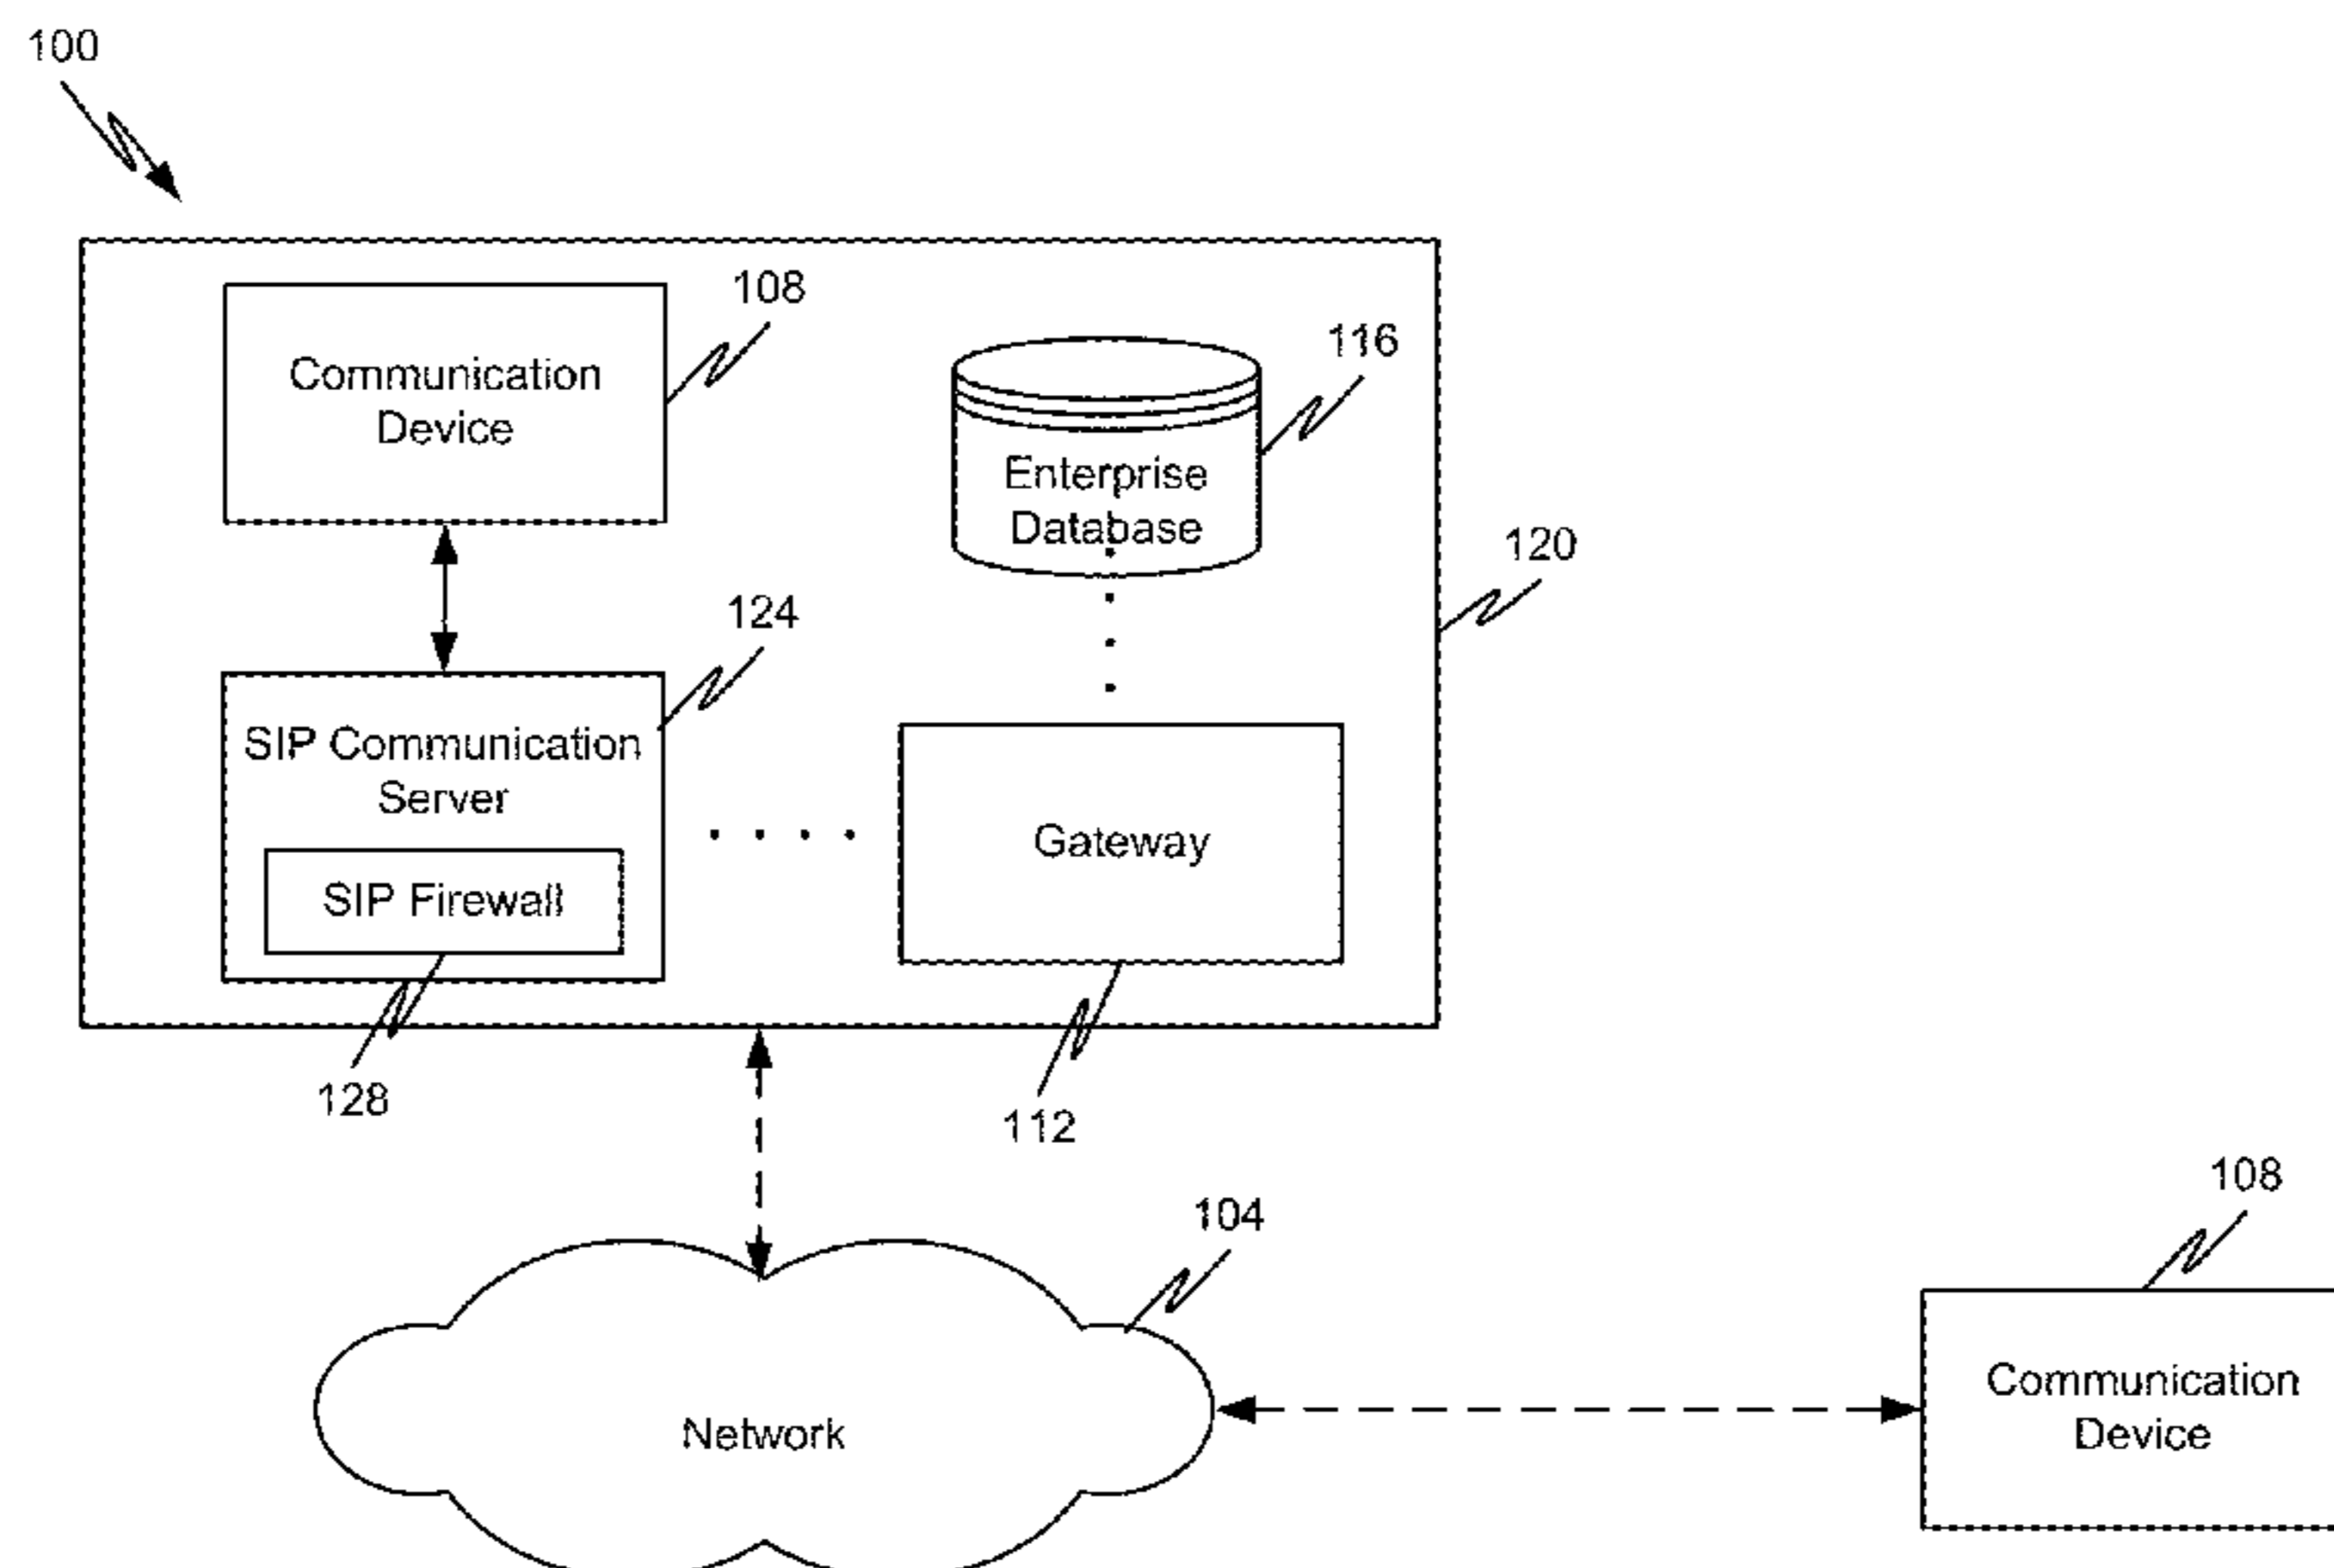 100
108
Communication
Device
116
Enterprise
Database
120
124
SIP Communication
Server
SIP Firewall
Gateway
128
112
104
Network
108
Communication
Device